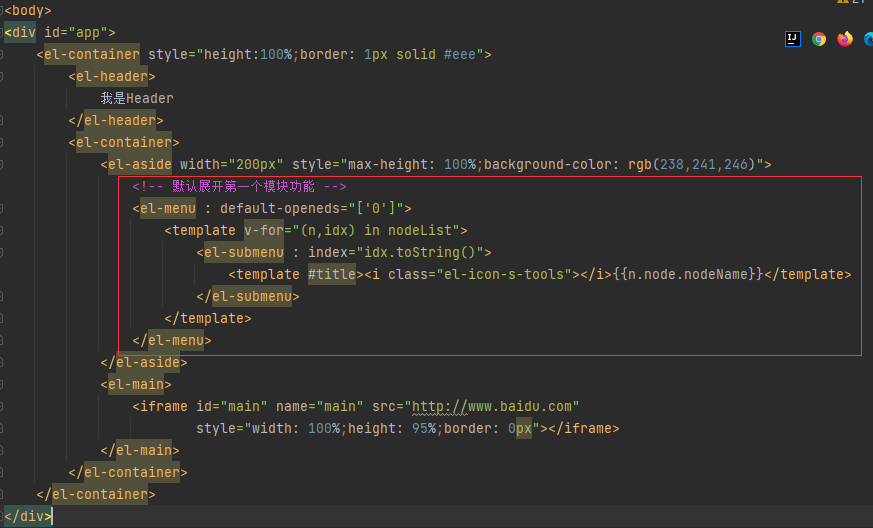 <body>
<div id="app">
<el-container style="height:100%;border: 1px solid #eee">
<el-header>
我是Header
</el-header>
<el-container>
<el-aside width="200px" style="max-height: 100%;background-color: rgb(238,241,246)">
<!-- 默认展开第一个模块功能 -->
<el-menu : default-openeds="['0']">
<template v-for="(n,idx) in nodeList">
<el-submenu : index="idx.toString()">
<template #title><i class="el-icon-s-tools"></i>{{n.node.nodeName}}</template>
</el-submenu>
</template>
</el-menu>
</el-aside>
<el-main>
<iframe id="main" name="main" src="http://www.baidu.com"
style="width: 100%;height: 95%;border: 0px"></iframe>
</el-main>
</el-container>
</el-container>
</div>